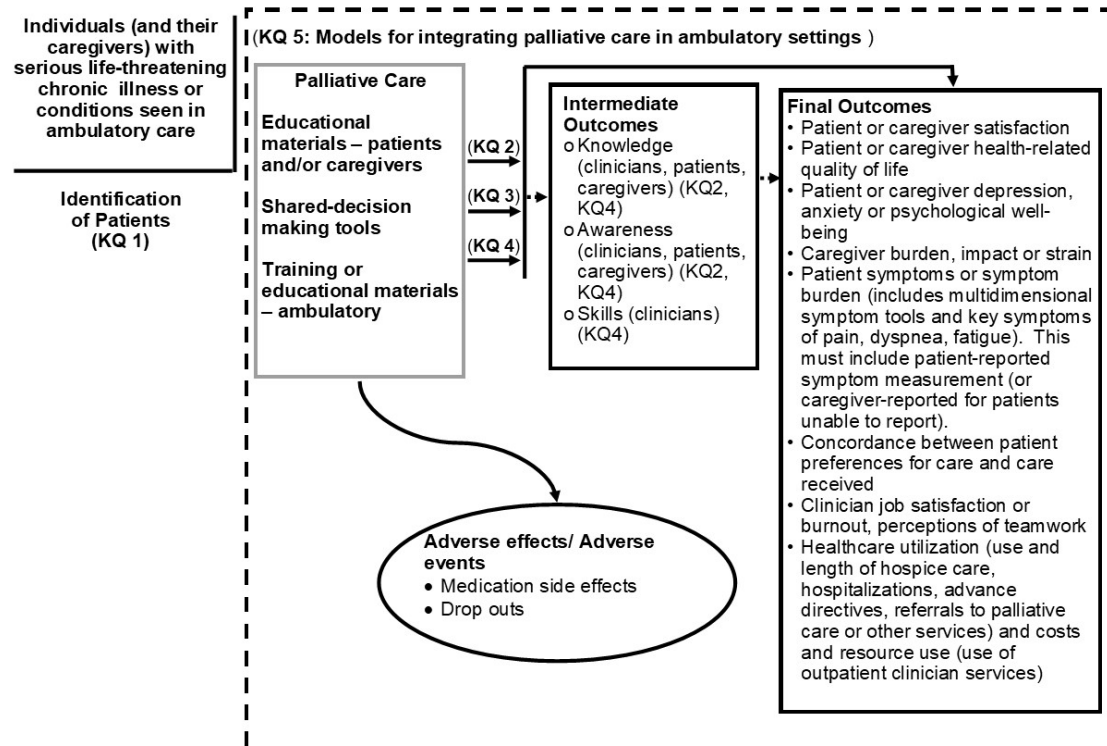 Individuals (and their
caregivers) with
serious life-threatening
chronic illness or
conditions seen in
ambulatory care
Identification
of Patients
(KQ 1)
(KQ 5: Models for integrating palliative care in ambulatory settings )
Palliative Care
Educational
materials – patients
and/or caregivers
Shared-decision
making tools
Training or
educational materials
– ambulatory
(KQ 2)
(KQ 3)
(KQ 4)
Intermediate
Outcomes
o Knowledge
(clinicians, patients,
caregivers) (KQ2,
KQ4)
o Awareness
(clinicians, patients,
caregivers) (KQ2,
KQ4)
o Skills (clinicians)
(KQ4)
Final Outcomes
• Patient or caregiver satisfaction
• Patient or caregiver health-related
quality of life
• Patient or caregiver depression,
anxiety or psychological well-
being
• Caregiver burden, impact or strain
• Patient symptoms or symptom
burden (includes multidimensional
symptom tools and key symptoms
of pain, dyspnea, fatigue).  This
must include patient-reported
symptom measurement (or
caregiver-reported for patients
unable to report).
• Concordance between patient
preferences for care and care
received
• Clinician job satisfaction or
burnout, perceptions of teamwork
• Healthcare utilization (use and
length of hospice care,
hospitalizations, advance
directives, referrals to palliative
care or other services) and costs
and resource use (use of
outpatient clinician services)
Adverse effects/ Adverse
events
● Medication side effects
● Drop outs